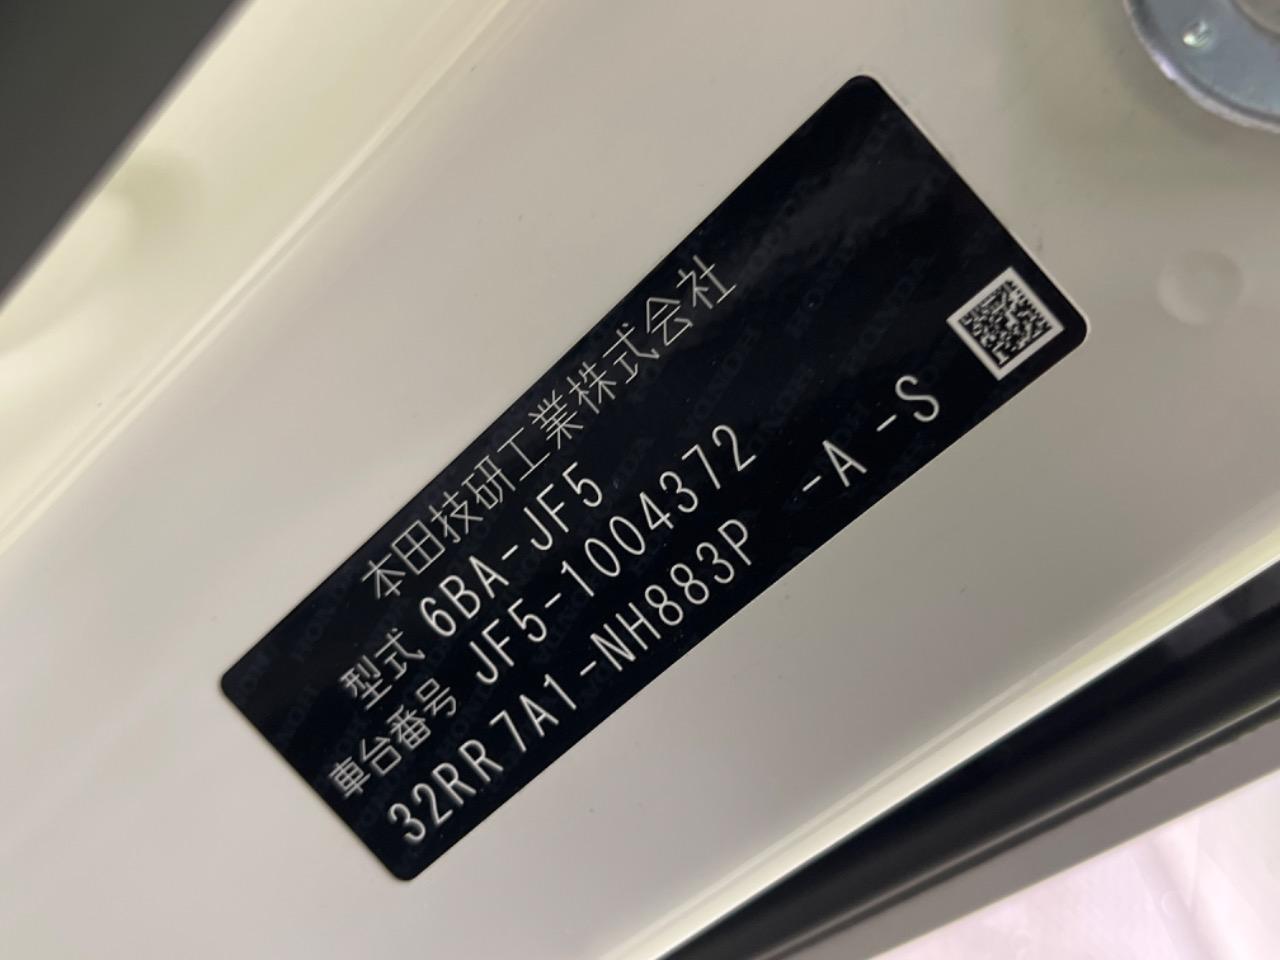 本田技研工業株式会社
型式 6BA-JF5
車台番号 JF5-1004372
32RR7A1-NH883P -A -S